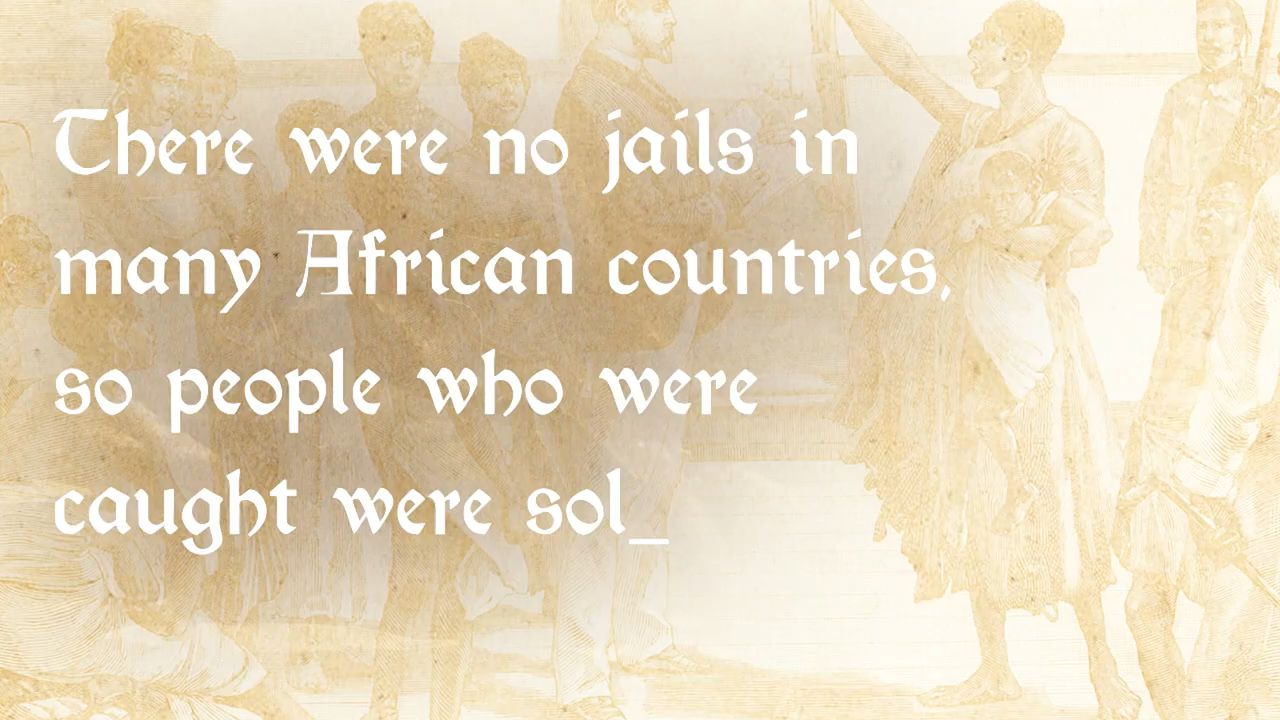 There were no jails in
many African countries,
so people who were
caught were sol_